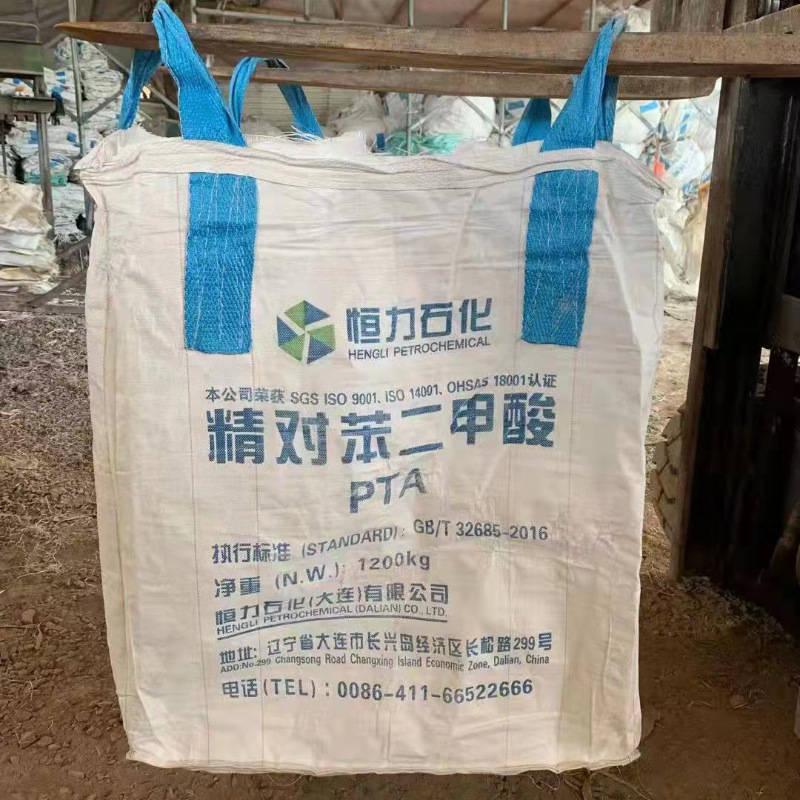 恒力石化
HENGLI PETROCHEMICAL
本公司荣获 SGS ISO 9001, ISO 14001, OHSAS 18001认证
精对苯二甲酸
PTA
执行标准 (STANDARD): GB/T 32685-2016
净重 (N.W.): 1200kg
恒力石化(大连)有限公司
HENGLI PETROCHEMICAL (DALIAN) CO., LTD.
地址: 辽宁省大连市长兴岛经济区长松路299号
ADD:No.299 Changsong Road Changxing Island Economic Zone, Dalian, China
电话(TEL): 0086-411-66522666